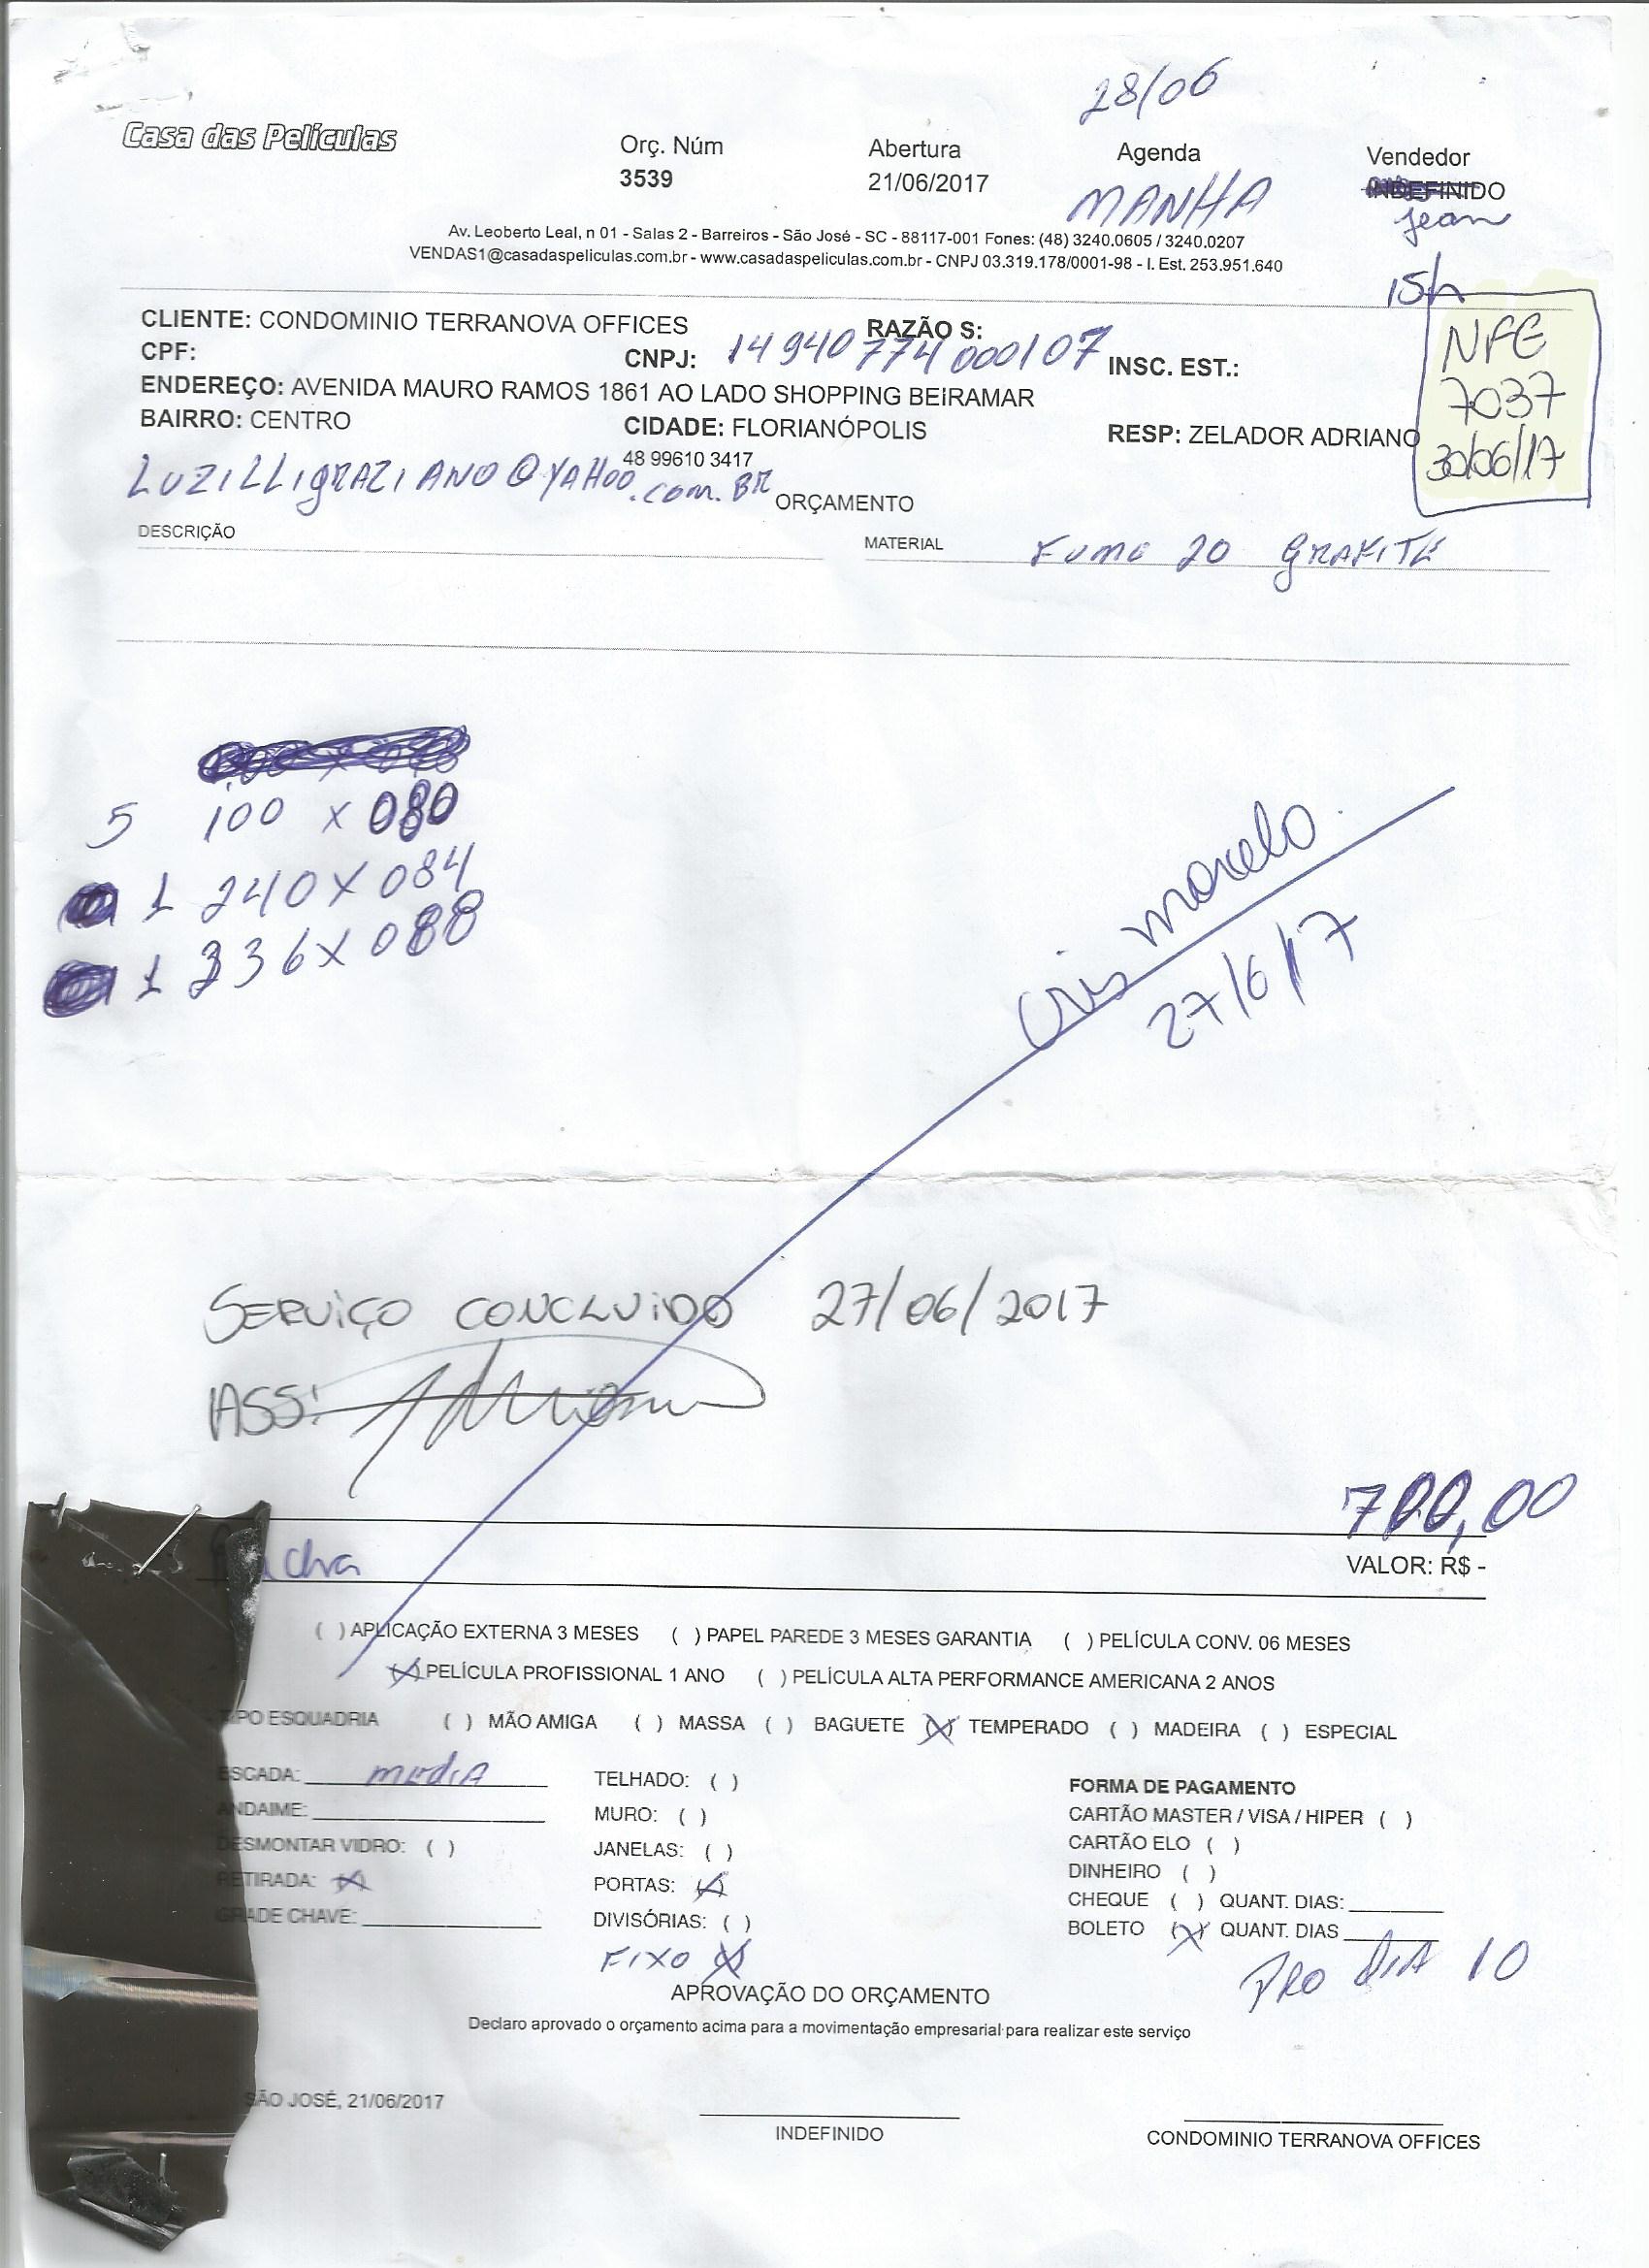 28/06
Casa das Películas
Orç. Núm Abertura Agenda Vendedor
3539 21/06/2017 MANHA INDEFINIDO
Jean
Av. Leoberto Leal, n 01 - Salas 2 - Barreiros - São José - SC - 88117-001 Fones: (48) 3240.0605 / 3240.0207
VENDAS1@casadaspeliculas.com.br - www.casadaspeliculas.com.br - CNPJ 03.319.178/0001-98 - I. Est. 253.951.640
15h
CLIENTE: CONDOMINIO TERRANOVA OFFICES RAZÃO S:
CPF: CNPJ: 14940774000107 INSC. EST.:
NFE
7037
30/06/17
ENDEREÇO: AVENIDA MAURO RAMOS 1861 AO LADO SHOPPING BEIRAMAR
BAIRRO: CENTRO CIDADE: FLORIANÓPOLIS RESP: ZELADOR ADRIANO
48 99610 3417
LUZILLIGRAZIANO@YAHOO.COM.BR
ORÇAMENTO
DESCRIÇÃO MATERIAL FUME 20 GRAFITE
5 100 x 080
1 240 x 084
1 236 x 088
Cris Marcelo
27/6/17
SERVIÇO CONCLUIDO 27/06/2017
ASS:
700,00
VALOR: R$ -
( ) APLICAÇÃO EXTERNA 3 MESES ( ) PAPEL PAREDE 3 MESES GARANTIA ( ) PELÍCULA CONV. 06 MESES
(X) PELÍCULA PROFISSIONAL 1 ANO ( ) PELÍCULA ALTA PERFORMANCE AMERICANA 2 ANOS
TIPO ESQUADRIA ( ) MÃO AMIGA ( ) MASSA ( ) BAGUETE (X) TEMPERADO ( ) MADEIRA ( ) ESPECIAL
ESCADA: media TELHADO: ( ) FORMA DE PAGAMENTO
ANDAIME: MURO: ( ) CARTÃO MASTER / VISA / HIPER ( )
DESMONTAR VIDRO: ( ) JANELAS: ( ) CARTÃO ELO ( )
RETIRADA: (X) PORTAS: (X) DINHEIRO ( )
GRADE CHAVE: DIVISÓRIAS: ( ) CHEQUE ( ) QUANT. DIAS:
FIXO (X) BOLETO (X) QUANT. DIAS
PRO DIA 10
APROVAÇÃO DO ORÇAMENTO
Declaro aprovado o orçamento acima para a movimentação empresarial para realizar este serviço
SÃO JOSÉ, 21/06/2017
INDEFINIDO
CONDOMINIO TERRANOVA OFFICES